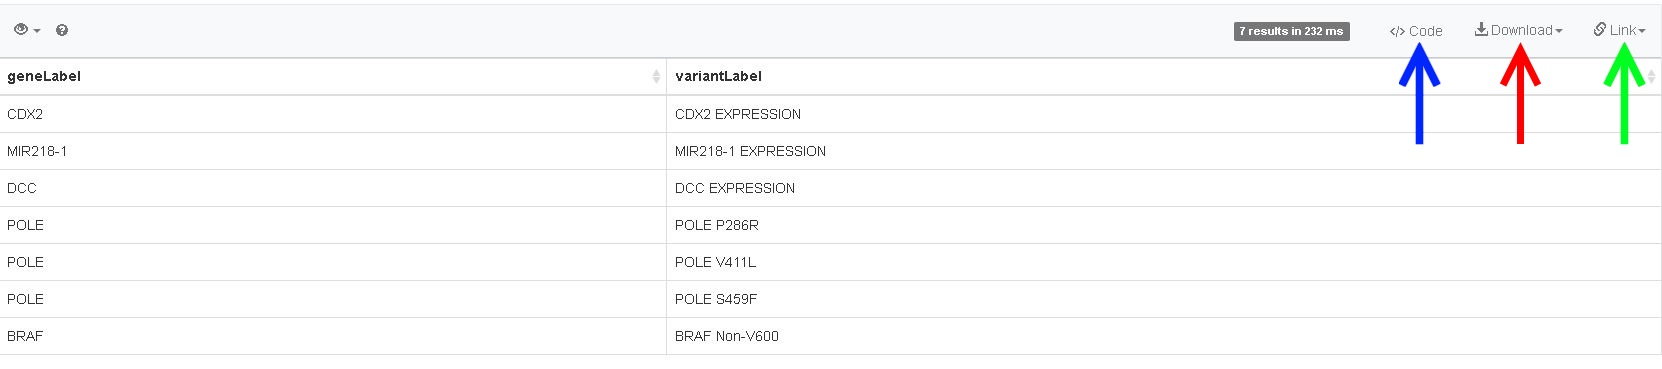 7 results in 232 ms </> Code Download Link
geneLabel variantLabel
CDX2 CDX2 EXPRESSION
MIR218-1 MIR218-1 EXPRESSION
DCC DCC EXPRESSION
POLE POLE P286R
POLE POLE V411L
POLE POLE S459F
BRAF BRAF Non-V600